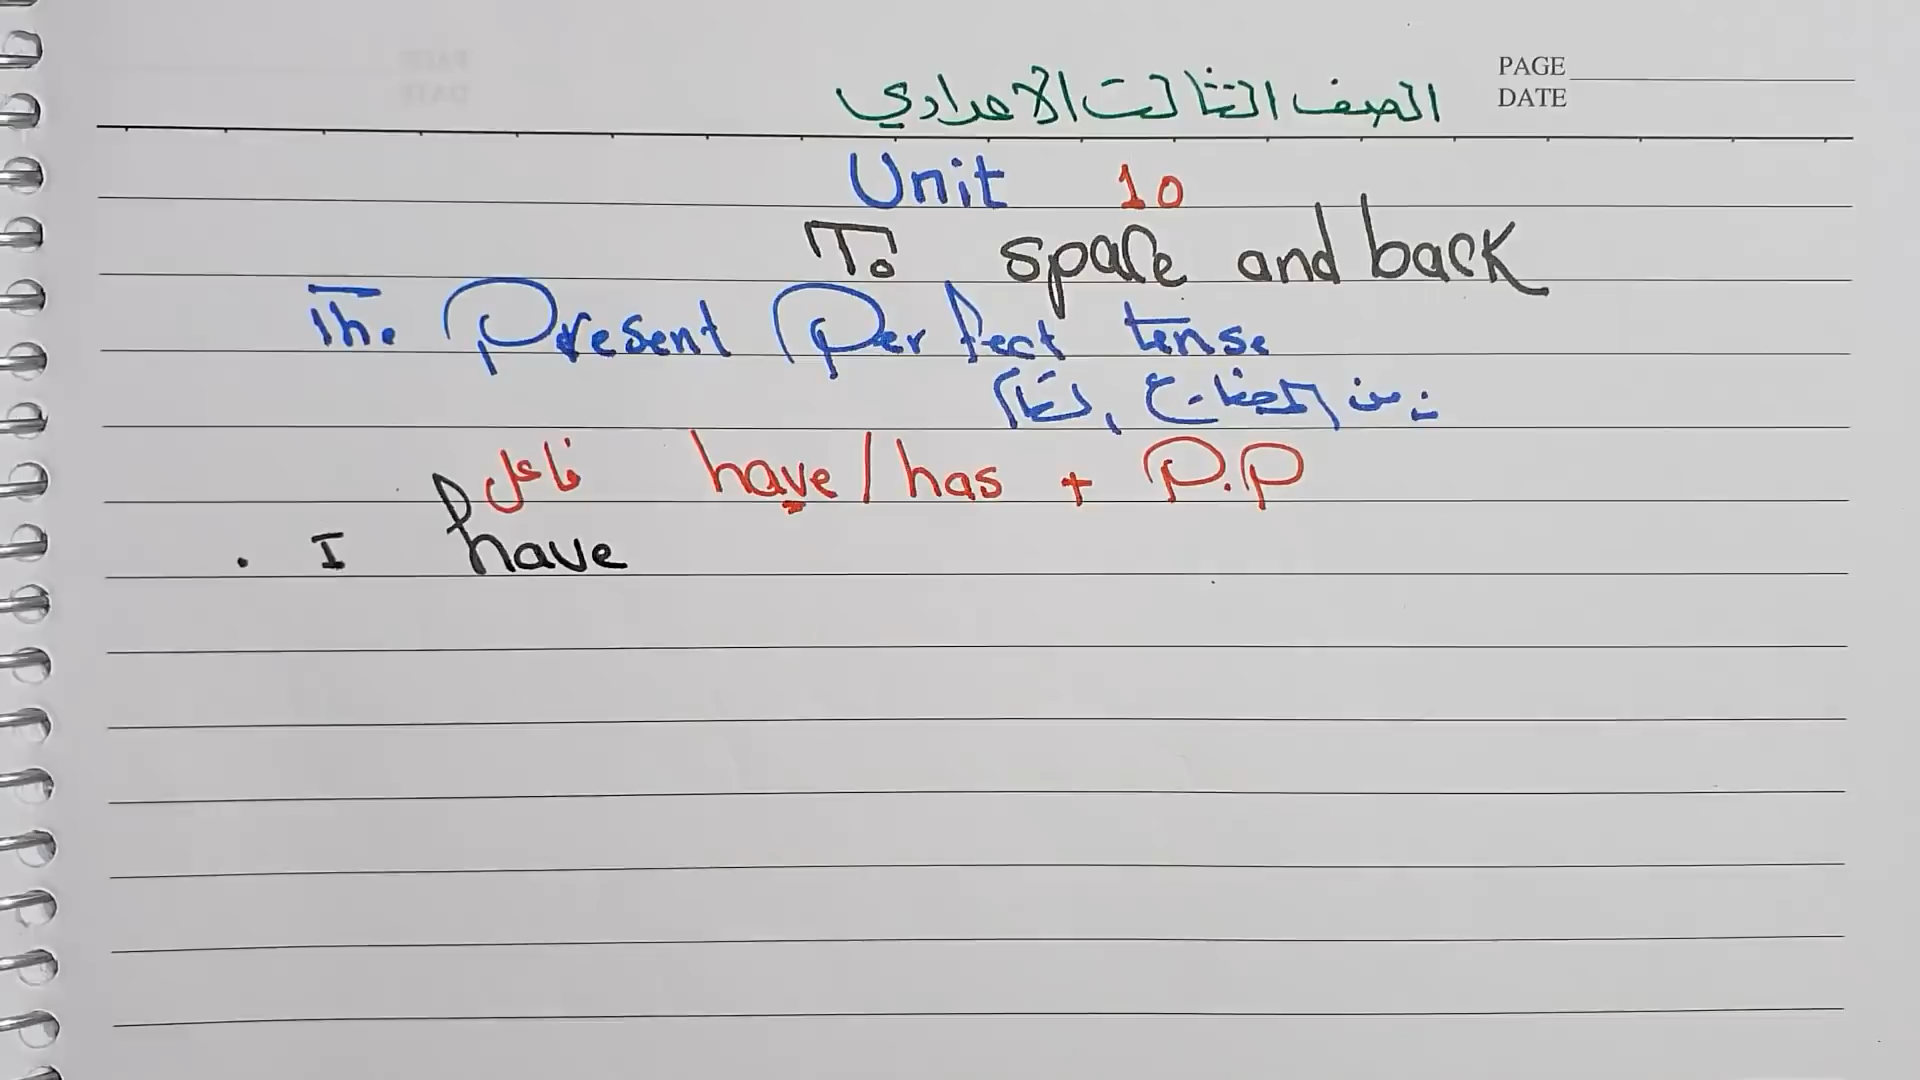 PAGE
DATE
الصف الثالث الاعدادي
Unit 10
To space and back
The Present Perfect tense
زمن المضارع التام
فاعل have / has + P.P
. I have